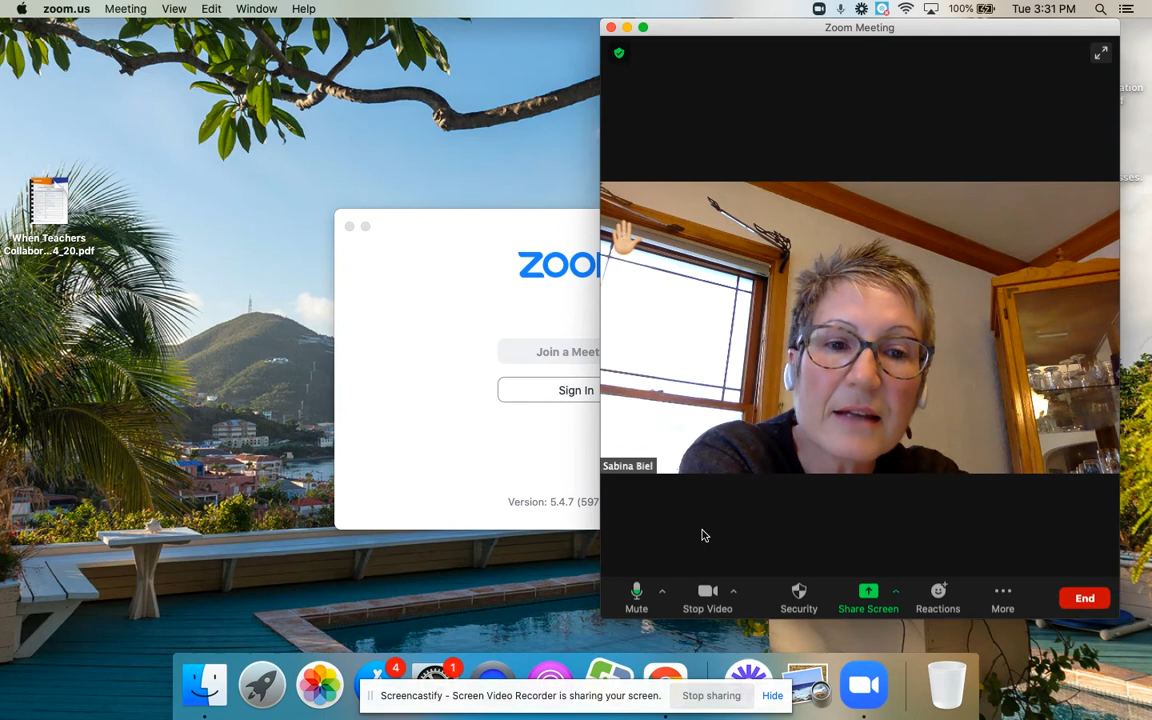 zoom.us Meeting View Edit Window Help
100% Tue 3:31 PM
Zoom Meeting
When Teachers
Collabor...4_20.pdf
zoo
Join a Meet
Sign In
Version: 5.4.7 (597
Sabina Biel
Mute Stop Video Security Share Screen Reactions More End
4 1
Screencastify - Screen Video Recorder is sharing your screen. Stop sharing Hide